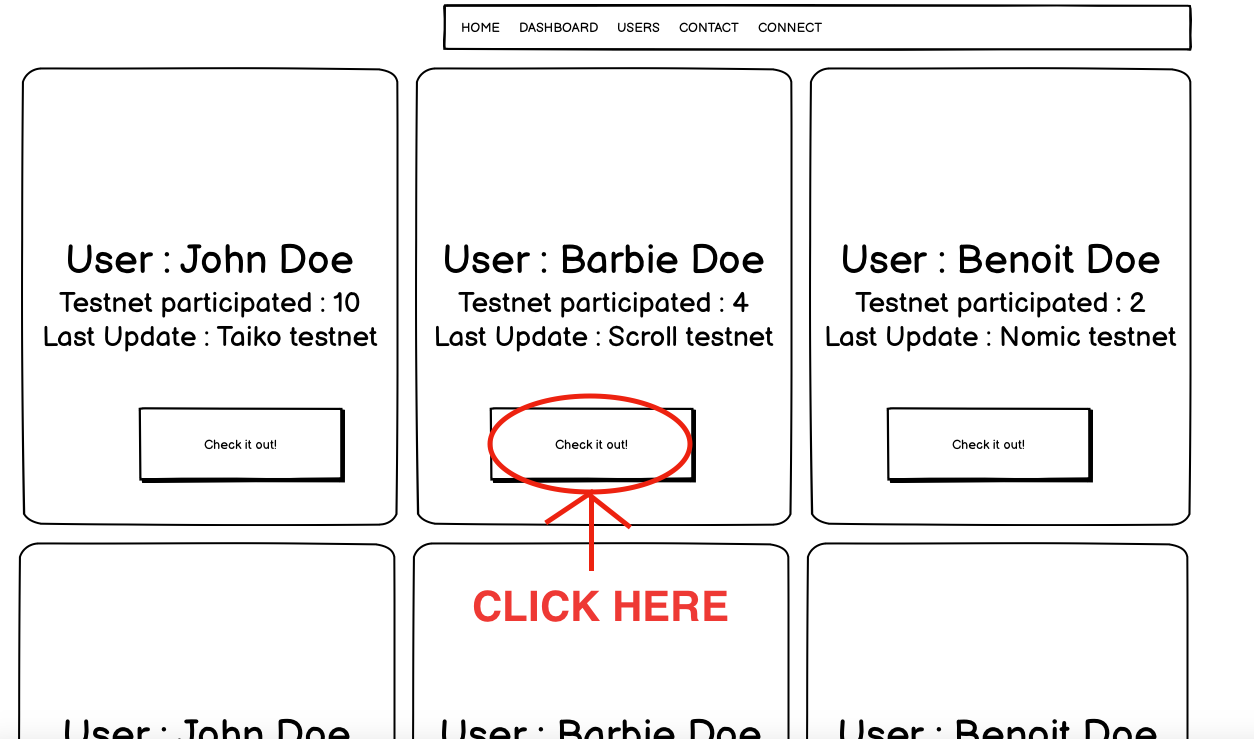 HOME DASHBOARD USERS CONTACT CONNECT
User : John Doe
Testnet participated : 10
Last Update : Taiko testnet
Check it out!
User : Barbie Doe
Testnet participated : 4
Last Update : Scroll testnet
Check it out!
User : Benoit Doe
Testnet participated : 2
Last Update : Nomic testnet
Check it out!
CLICK HERE
User : John Doe
User : Barbie Doe
User : Benoit Doe